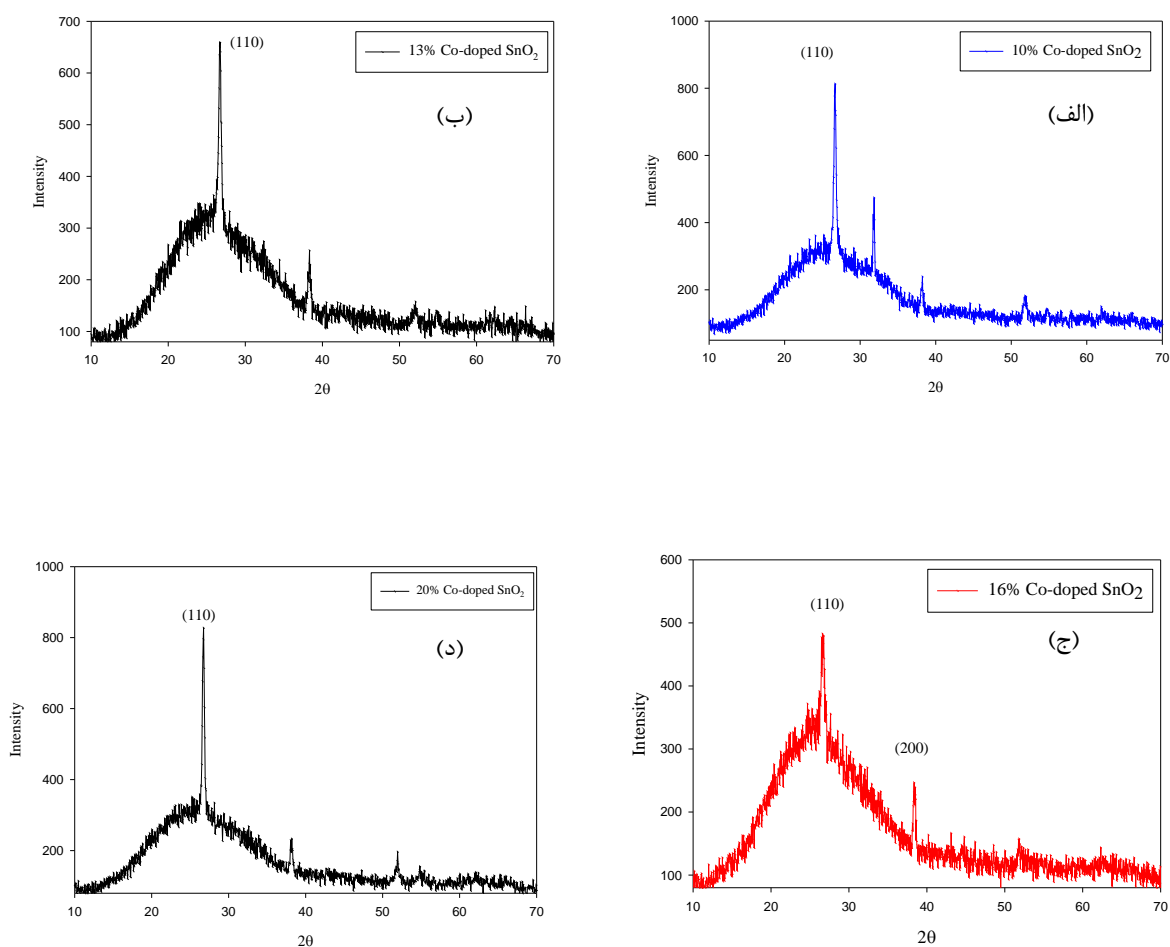 10% Co-doped SnO2
(110)
(الف)
Intensity
1000
800
600
400
200
10 20 30 40 50 60 70
2θ
13% Co-doped SnO2
(110)
(ب)
Intensity
700
600
500
400
300
200
100
10 20 30 40 50 60 70
2θ
16% Co-doped SnO2
(110)
(ج)
(200)
Intensity
600
500
400
300
200
100
10 20 30 40 50 60 70
2θ
20% Co-doped SnO2
(110)
(د)
Intensity
1000
800
600
400
200
10 20 30 40 50 60 70
2θ